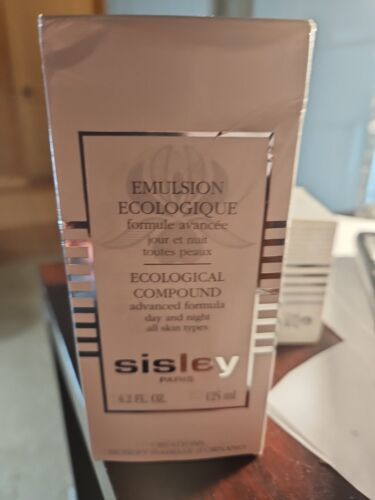 EMULSION
ECOLOGIQUE
formule avancée
jour et nuit
toutes peaux
ECOLOGICAL
COMPOUND
advanced formula
day and night
all skin types
sisley
PARIS
4.2 FL. OZ. 125 ml
CREATIONS